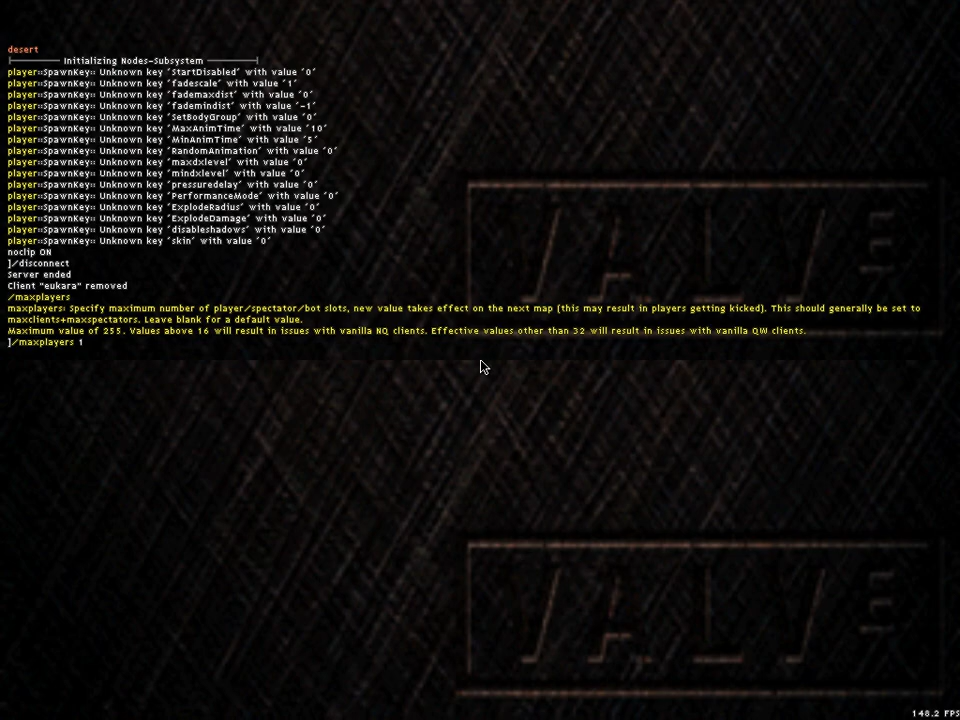 desert
Initializing Nodes-Subsystem
player::SpawnKey:: Unknown key 'StartDisabled' with value '0'
player::SpawnKey:: Unknown key 'fadescale' with value '1'
player::SpawnKey:: Unknown key 'fademaxdist' with value '0'
player::SpawnKey:: Unknown key 'fademindist' with value '-1'
player::SpawnKey:: Unknown key 'SetBodyGroup' with value '0'
player::SpawnKey:: Unknown key 'MaxAnimTime' with value '10'
player::SpawnKey:: Unknown key 'MinAnimTime' with value '5'
player::SpawnKey:: Unknown key 'RandomAnimation' with value '0'
player::SpawnKey:: Unknown key 'maxdxlevel' with value '0'
player::SpawnKey:: Unknown key 'mindxlevel' with value '0'
player::SpawnKey:: Unknown key 'pressuredelay' with value '0'
player::SpawnKey:: Unknown key 'PerformanceMode' with value '0'
player::SpawnKey:: Unknown key 'ExplodeRadius' with value '0'
player::SpawnKey:: Unknown key 'ExplodeDamage' with value '0'
player::SpawnKey:: Unknown key 'disableshadows' with value '0'
player::SpawnKey:: Unknown key 'skin' with value '0'
noclip ON
]/disconnect
Server ended
Client "eukara" removed
/maxplayers
maxplayers: Specify maximum number of player/spectator/bot slots, new value takes effect on the next map (this may result in players getting kicked). This should generally be set to
maxclients+maxspectators. Leave blank for a default value.
Maximum value of 255. Values above 16 will result in issues with vanilla NQ clients. Effective values other than 32 will result in issues with vanilla QW clients.
]/maxplayers 1
VALVE
VALVE
148.2 FPS